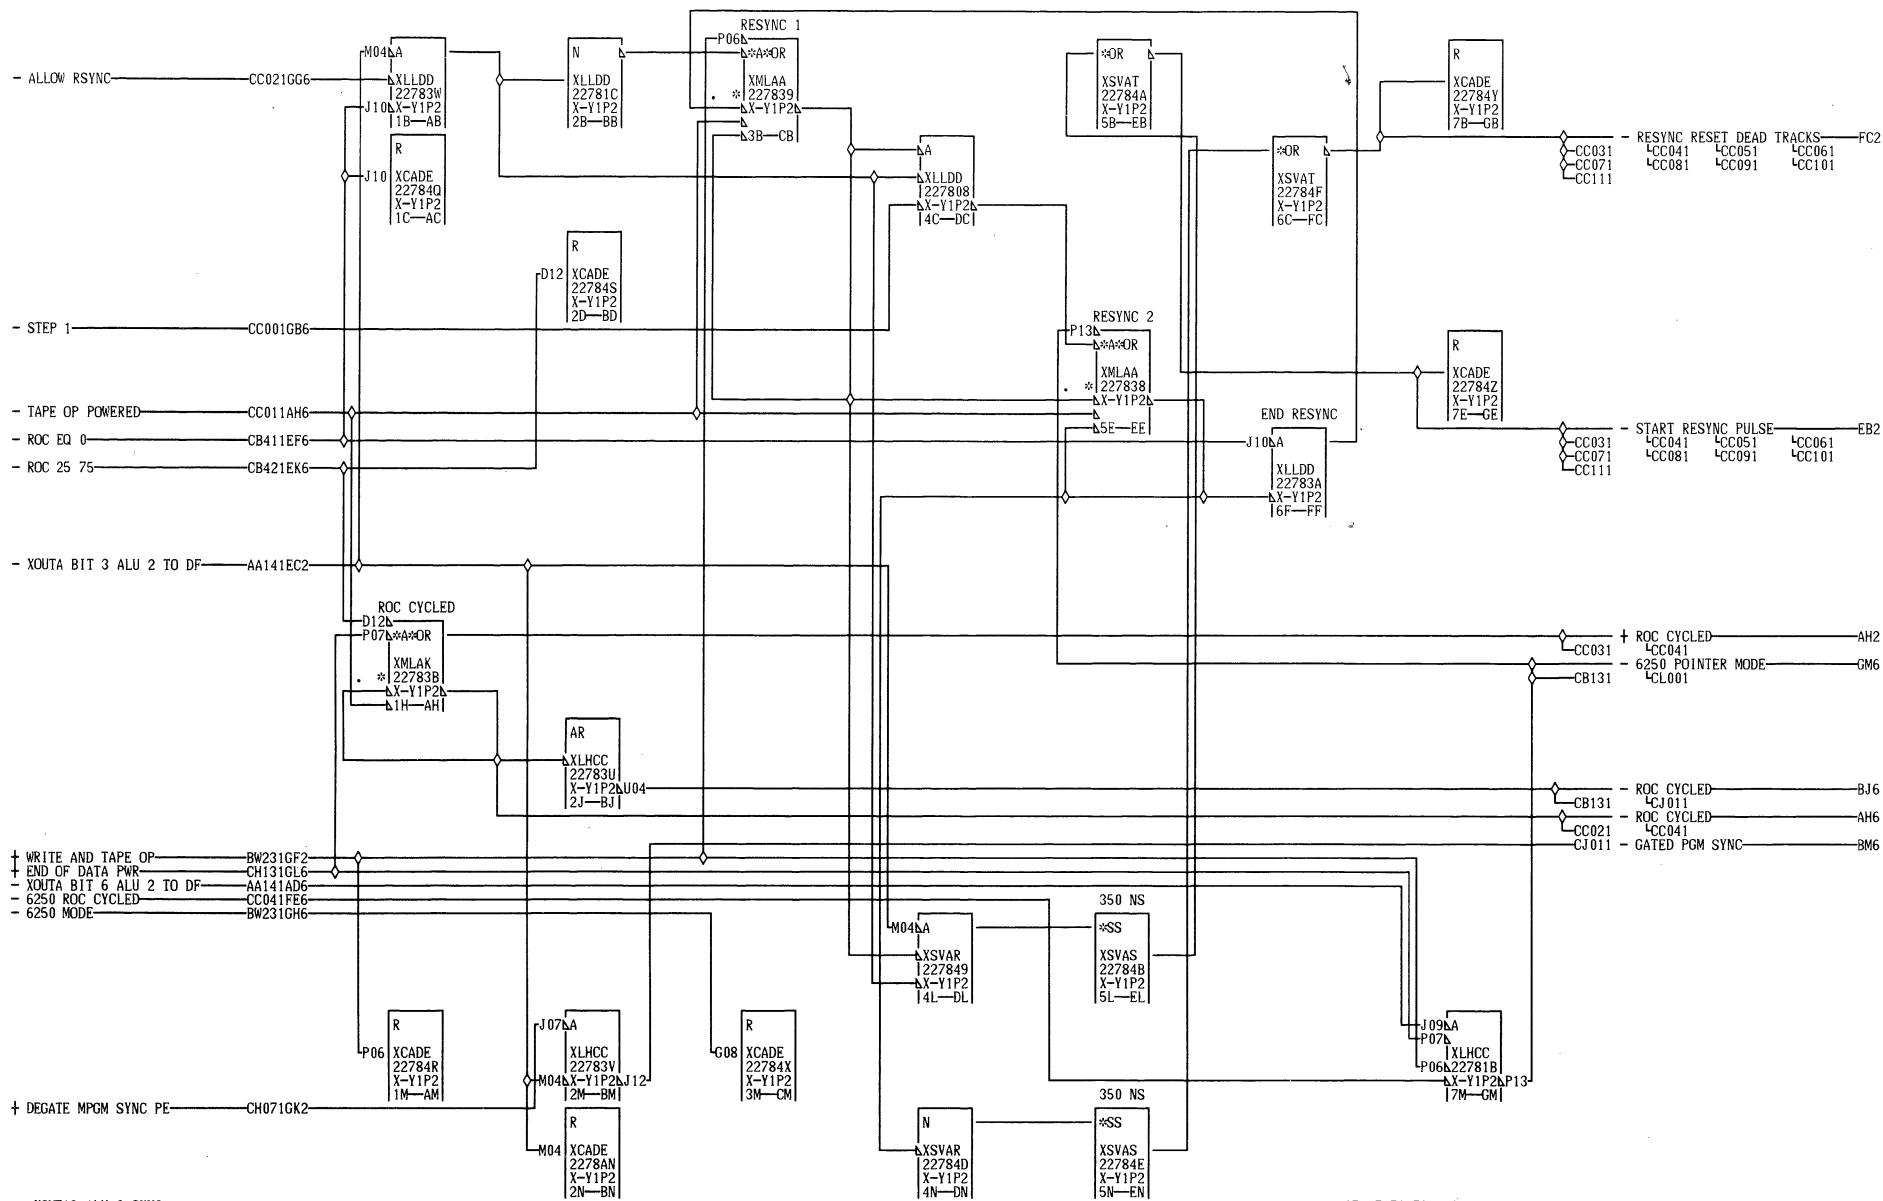 RESYNC 1
P06 *A*OR
XMLAA
227839
*
X-Y1P2
3B—CB
M04 A
XLLDD
22783W
J10 X-Y1P2
1B—AB
N
XLLDD
22781C
X-Y1P2
2B—BB
*OR
XSVAT
22784A
X-Y1P2
5B—EB
R
XCADE
22784Y
X-Y1P2
7B—GB
- ALLOW RSYNC CC021GG6
- RESYNC RESET DEAD TRACKS FC2
CC031 CC041 CC051 CC061
CC071 CC081 CC091 CC101
CC111
R
J10 XCADE
22784Q
X-Y1P2
1C—AC
A
XLLDD
227808
X-Y1P2
4C—DC
*OR
XSVAT
22784F
X-Y1P2
6C—FC
R
D12 XCADE
22784S
X-Y1P2
2D—BD
- STEP 1 CC001GB6
RESYNC 2
P13
*A*OR
XMLAA
* 227838
X-Y1P2
5E—EE
R
XCADE
22784Z
X-Y1P2
7E—GE
- TAPE OP POWERED CC011AH6
- ROC EQ 0 CB411EF6
- ROC 25 75 CB421EK6
END RESYNC
J10 A
XLLDD
22783A
X-Y1P2
6F—FF
- START RESYNC PULSE EB2
CC031 CC041 CC051 CC061
CC071 CC081 CC091 CC101
CC111
- XOUTA BIT 3 ALU 2 TO DF AA141EC2
ROC CYCLED
D12
P07 *A*OR
XMLAK
* 22783B
X-Y1P2
1H—AH
+ ROC CYCLED AH2
CC031 CC041
- 6250 POINTER MODE GM6
CB131 CL001
AR
XLHCC
22783U
X-Y1P2 U04
2J—BJ
- ROC CYCLED BJ6
CB131 CJ011
- ROC CYCLED AH6
CC021 CC041
CJ011 - GATED PGM SYNC BM6
+ WRITE AND TAPE OP BW231GF2
+ END OF DATA PWR CH131GL6
- XOUTA BIT 6 ALU 2 TO DF AA141AD6
- 6250 ROC CYCLED CC041FE6
- 6250 MODE BW231GH6
M04 A
XSVAR
227849
X-Y1P2
4L—DL
350 NS
*SS
XSVAS
22784B
X-Y1P2
5L—EL
R
P06 XCADE
22784R
X-Y1P2
1M—AM
J07 A
XLHCC
22783V
M04 X-Y1P2 J12
2M—BM
R
G08 XCADE
22784X
X-Y1P2
3M—CM
J09 A
P07
XLHCC
P06 22781B
X-Y1P2 P13
7M—GM
+ DEGATE MPGM SYNC PE CH071GK2
R
M04 XCADE
2278AN
X-Y1P2
2N—BN
N
XSVAR
22784D
X-Y1P2
4N—DN
350 NS
*SS
XSVAS
22784E
X-Y1P2
5N—EN